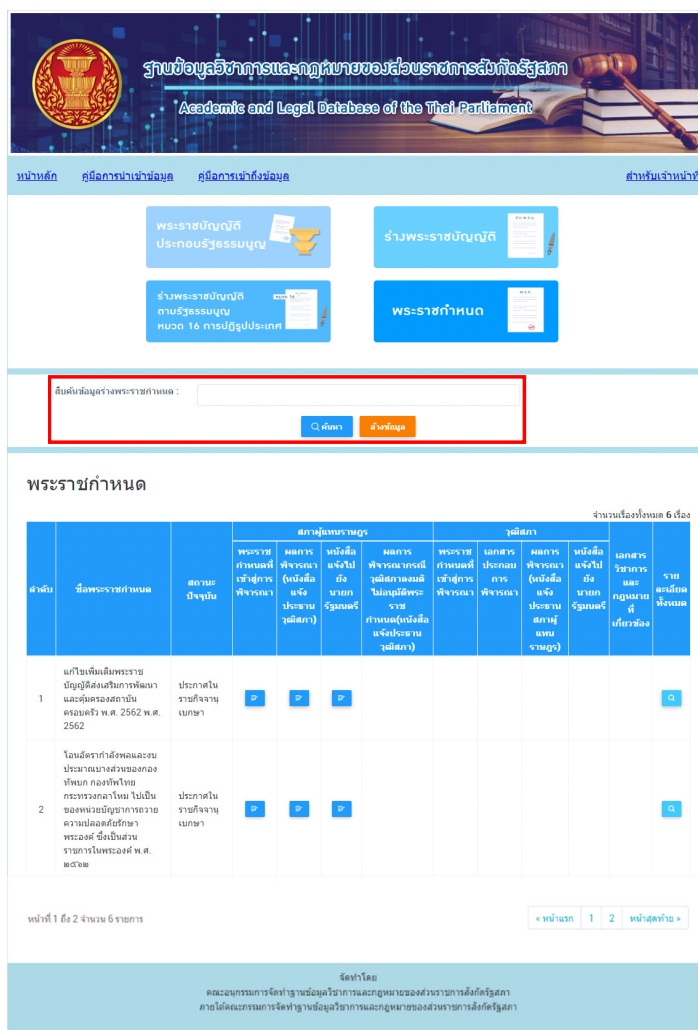 ฐานข้อมูลวิชาการและกฎหมายของส่วนราชการสังกัดรัฐสภา
Academic and Legal Database of the Thai Parliament
หน้าหลัก คู่มือการนำเข้าข้อมูล คู่มือการเข้าถึงข้อมูล สำหรับเจ้าหน้าที่
พระราชบัญญัติ
ประกอบรัฐธรรมนูญ
ร่างพระราชบัญญัติ
ร่างพระราชบัญญัติ
ตามรัฐธรรมนูญ
หมวด 16 การปฏิรูปประเทศ
หมวด 16
พระราชกำหนด
สืบค้นข้อมูลร่างพระราชกำหนด :
ค้นหา ล้างข้อมูล
พระราชกำหนด
จำนวนเรื่องทั้งหมด 6 เรื่อง
สภาผู้แทนราษฎร วุฒิสภา
ลำดับ
ชื่อพระราชกำหนด
สถานะ
ปัจจุบัน
พระราช
กำหนดที่
เข้าสู่การ
พิจารณา
ผลการ
พิจารณา
(หนังสือ
แจ้ง
ประธาน
วุฒิสภา)
หนังสือ
แจ้งไป
ยัง
นายก
รัฐมนตรี
ผลการ
พิจารณากรณี
วุฒิสภาลงมติ
ไม่อนุมัติพระ
ราช
กำหนด(หนังสือ
แจ้งประธาน
วุฒิสภา)
พระราช
กำหนดที่
เข้าสู่การ
พิจารณา
เอกสาร
ประกอบ
การ
พิจารณา
ผลการ
พิจารณา
(หนังสือ
แจ้ง
ประธาน
สภาผู้
แทน
ราษฎร)
หนังสือ
แจ้งไป
ยัง
นายก
รัฐมนตรี
เอกสาร
วิชาการ
และ
กฎหมาย
ที่
เกี่ยวข้อง
ราย
ละเอียด
ทั้งหมด
1
แก้ไขเพิ่มเติมพระราช
บัญญัติส่งเสริมการพัฒนา
และคุ้มครองสถาบัน
ครอบครัว พ.ศ. 2562 พ.ศ.
2562
ประกาศใน
ราชกิจจานุ
เบกษา
2
โอนอัตรากำลังพลและงบ
ประมาณบางส่วนของกอง
ทัพบก กองทัพไทย
กระทรวงกลาโหม ไปเป็น
ของหน่วยบัญชาการถวาย
ความปลอดภัยรักษา
พระองค์ ซึ่งเป็นส่วน
ราชการในพระองค์ พ.ศ.
๒๕๖๒
ประกาศใน
ราชกิจจานุ
เบกษา
หน้าที่ 1 ถึง 2 จำนวน 6 รายการ
« หน้าแรก 1 2 หน้าสุดท้าย »
จัดทำโดย
คณะอนุกรรมการจัดทำฐานข้อมูลวิชาการและกฎหมายของส่วนราชการสังกัดรัฐสภา
ภายใต้คณะกรรมการจัดทำฐานข้อมูลวิชาการและกฎหมายของส่วนราชการสังกัดรัฐสภา